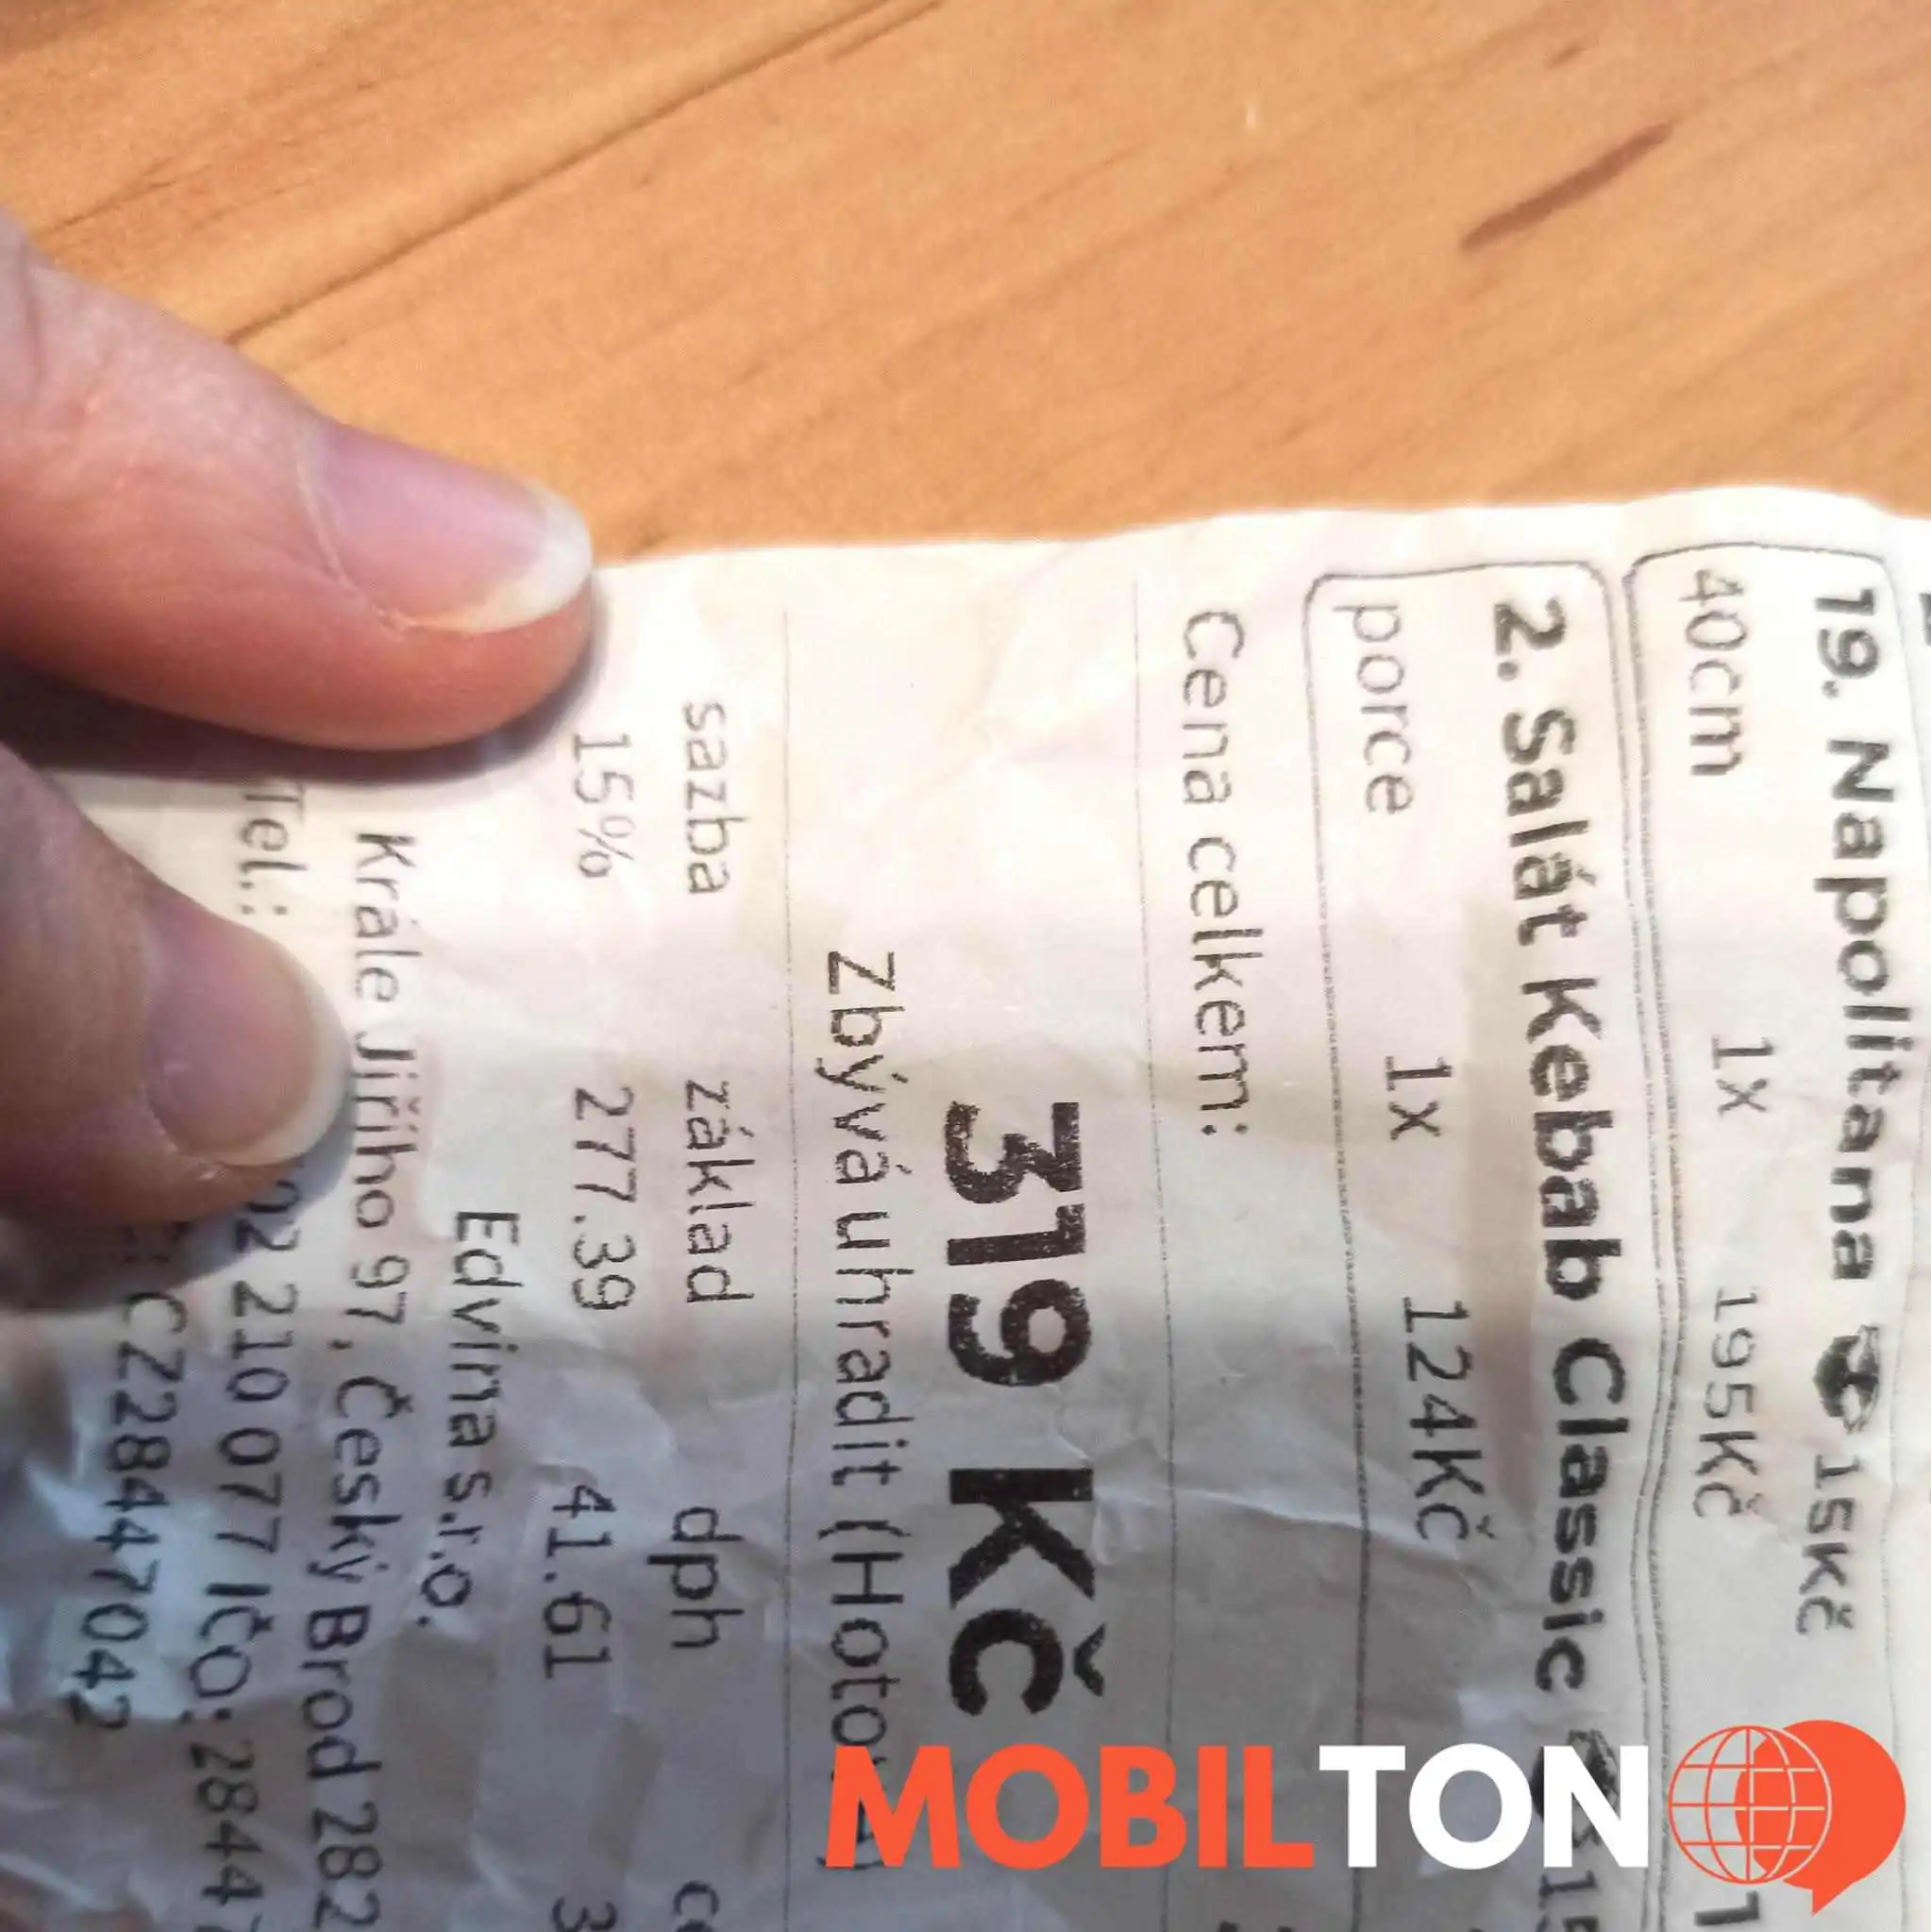 19. Napolitana 15Kč
40cm 1x 195Kč
2. Salát Kebab Classic
porce 1x 124Kč
Cena celkem:
319 Kč
Zbývá uhradit
sazba základ dph
15% 277.39 41.61
Edvina s.r.o.
Krále Jiřího 97, Český Brod 282
Tel.: 02 210 077 IČO: 28447
CZ28447042
MOBILTON